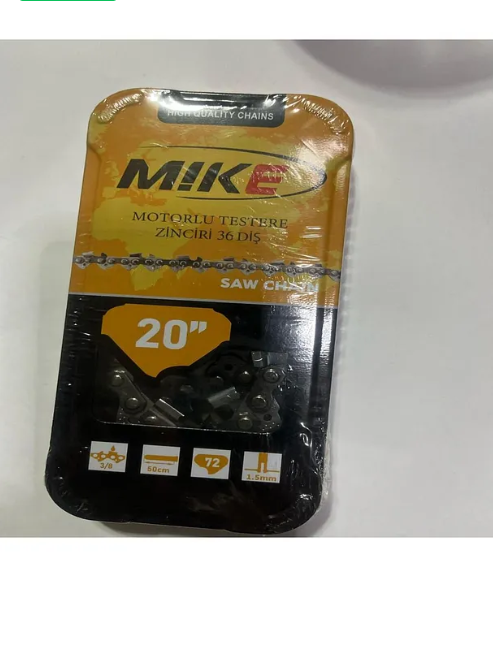 HIGH QUALITY CHAINS
MIKE
MOTORLU TESTERE
ZİNCİRİ 36 DİŞ
SAW CHAIN
20"
3/8
50cm
72
1.5mm